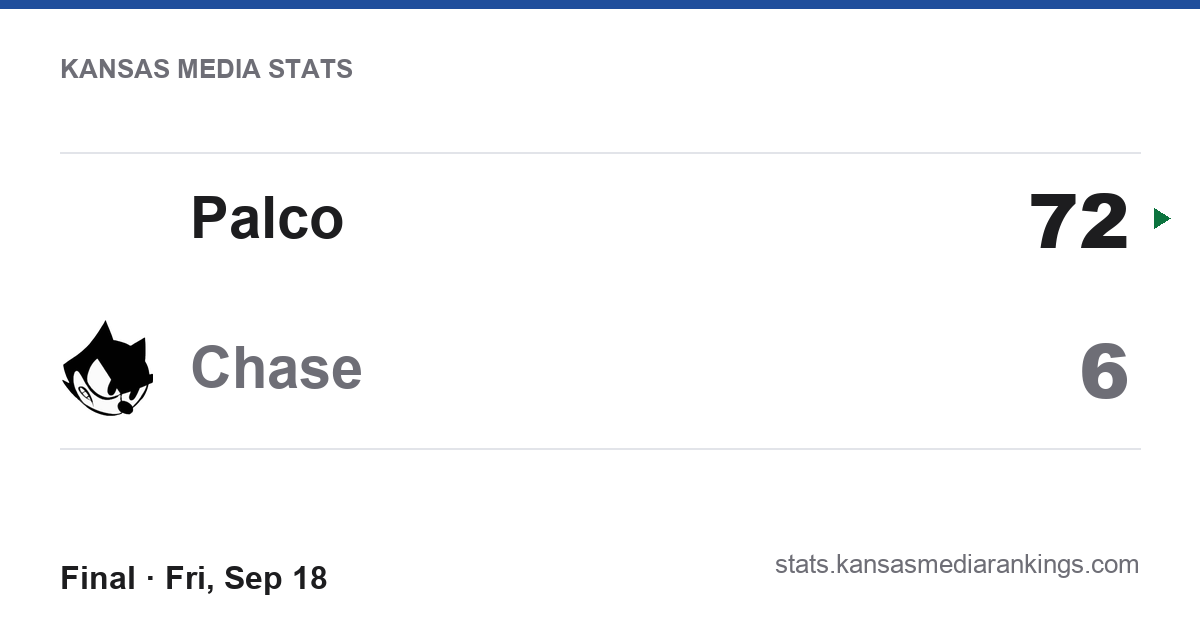 KANSAS MEDIA STATS
Palco 72
Chase 6
Final · Fri, Sep 18
stats.kansasmediarankings.com